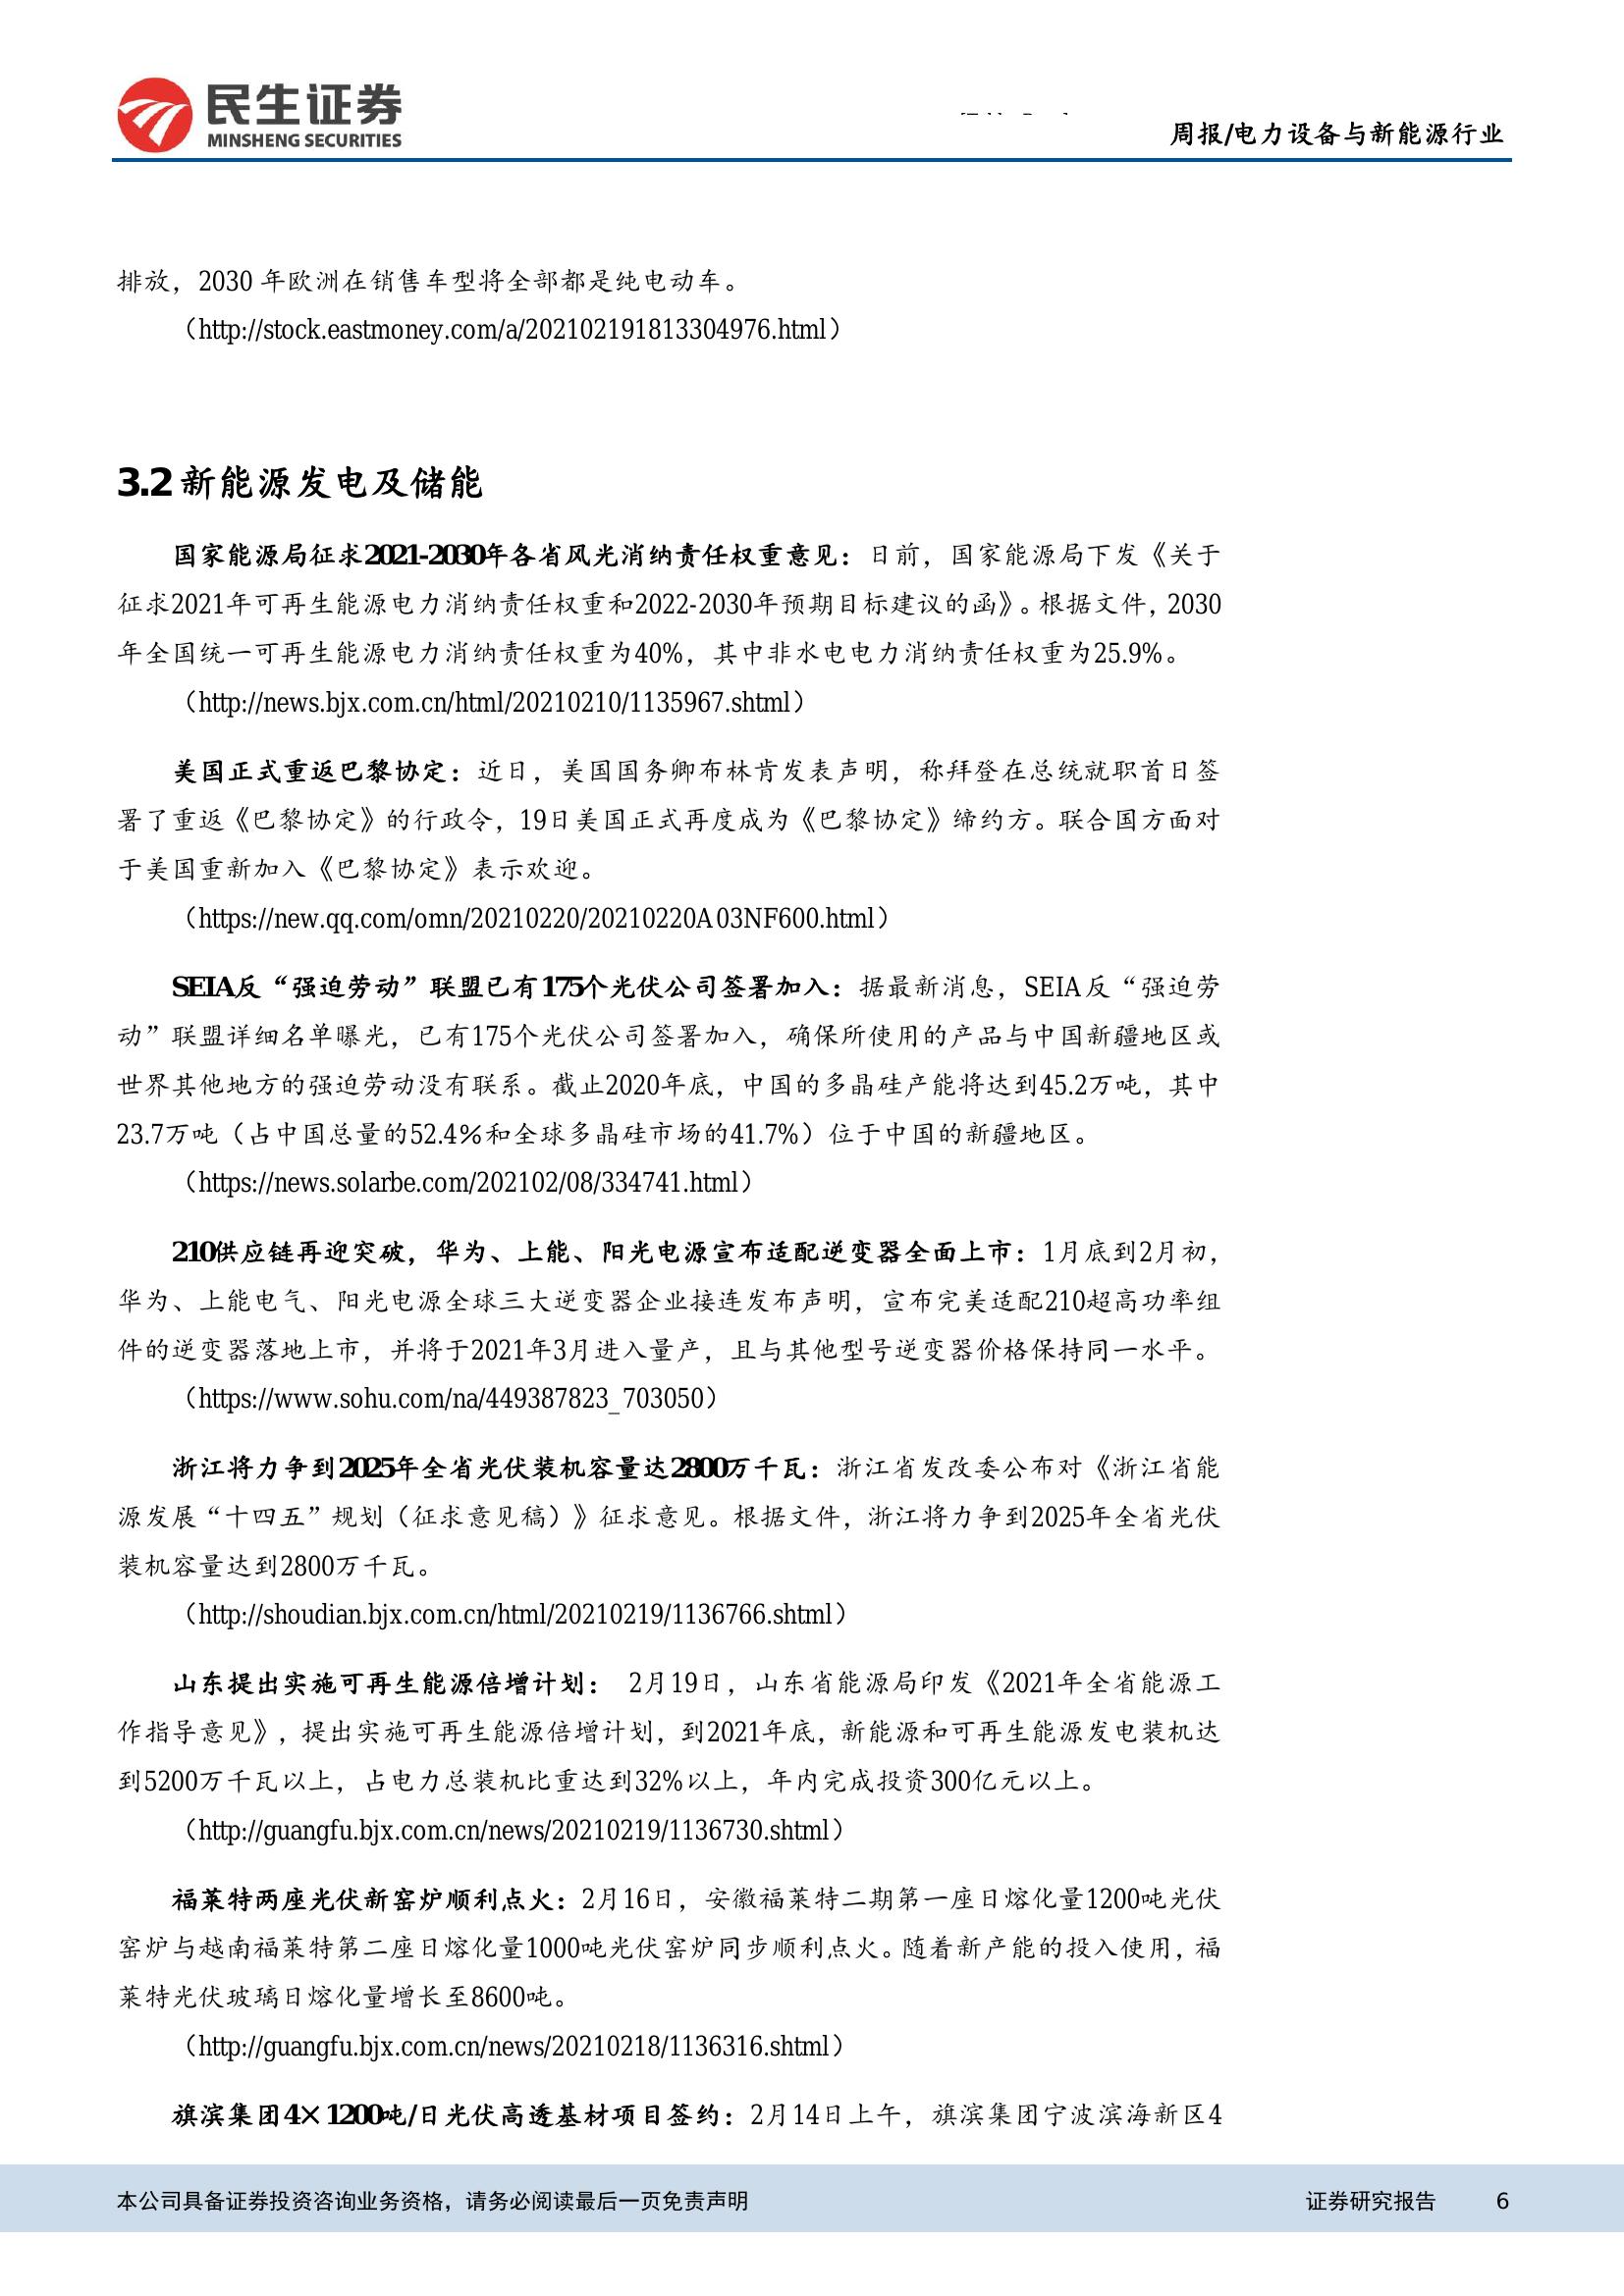 民生证券
MINSHENG SECURITIES
周报/电力设备与新能源行业
排放，2030 年欧洲在销售车型将全部都是纯电动车。
（http://stock.eastmoney.com/a/202102191813304976.html）
3.2 新能源发电及储能
国家能源局征求2021-2030年各省风光消纳责任权重意见：日前，国家能源局下发《关于
征求2021年可再生能源电力消纳责任权重和2022-2030年预期目标建议的函》。根据文件，2030
年全国统一可再生能源电力消纳责任权重为40%，其中非水电电力消纳责任权重为25.9%。
（http://news.bjx.com.cn/html/20210210/1135967.shtml）
美国正式重返巴黎协定：近日，美国国务卿布林肯发表声明，称拜登在总统就职首日签
署了重返《巴黎协定》的行政令，19日美国正式再度成为《巴黎协定》缔约方。联合国方面对
于美国重新加入《巴黎协定》表示欢迎。
（https://new.qq.com/omn/20210220/20210220A03NF600.html）
SEIA反“强迫劳动”联盟已有175个光伏公司签署加入：据最新消息，SEIA反“强迫劳
动”联盟详细名单曝光，已有175个光伏公司签署加入，确保所使用的产品与中国新疆地区或
世界其他地方的强迫劳动没有联系。截止2020年底，中国的多晶硅产能将达到45.2万吨，其中
23.7万吨（占中国总量的52.4%和全球多晶硅市场的41.7%）位于中国的新疆地区。
（https://news.solarbe.com/202102/08/334741.html）
210供应链再迎突破，华为、上能、阳光电源宣布适配逆变器全面上市：1月底到2月初，
华为、上能电气、阳光电源全球三大逆变器企业接连发布声明，宣布完美适配210超高功率组
件的逆变器落地上市，并将于2021年3月进入量产，且与其他型号逆变器价格保持同一水平。
（https://www.sohu.com/na/449387823_703050）
浙江将力争到2025年全省光伏装机容量达2800万千瓦：浙江省发改委公布对《浙江省能
源发展“十四五”规划（征求意见稿）》征求意见。根据文件，浙江将力争到2025年全省光伏
装机容量达到2800万千瓦。
（http://shoudian.bjx.com.cn/html/20210219/1136766.shtml）
山东提出实施可再生能源倍增计划： 2月19日，山东省能源局印发《2021年全省能源工
作指导意见》，提出实施可再生能源倍增计划，到2021年底，新能源和可再生能源发电装机达
到5200万千瓦以上，占电力总装机比重达到32%以上，年内完成投资300亿元以上。
（http://guangfu.bjx.com.cn/news/20210219/1136730.shtml）
福莱特两座光伏新窑炉顺利点火：2月16日，安徽福莱特二期第一座日熔化量1200吨光伏
窑炉与越南福莱特第二座日熔化量1000吨光伏窑炉同步顺利点火。随着新产能的投入使用，福
莱特光伏玻璃日熔化量增长至8600吨。
（http://guangfu.bjx.com.cn/news/20210218/1136316.shtml）
旗滨集团4×1200吨/日光伏高透基材项目签约：2月14日上午，旗滨集团宁波滨海新区4
本公司具备证券投资咨询业务资格，请务必阅读最后一页免责声明 证券研究报告 6